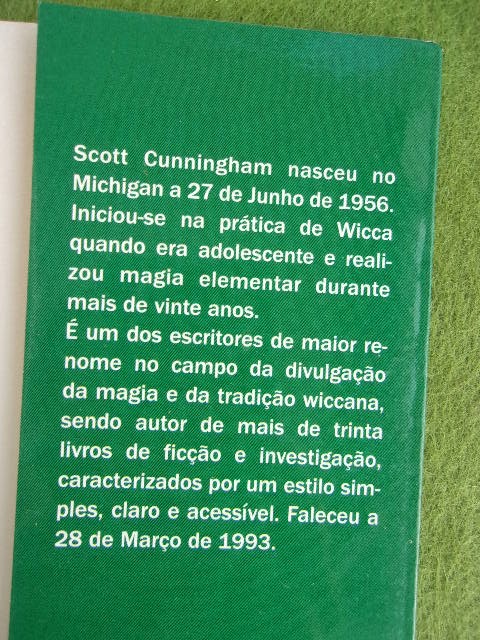 Scott Cunningham nasceu no
Michigan a 27 de Junho de 1956.
Iniciou-se na prática de Wicca
quando era adolescente e reali-
zou magia elementar durante
mais de vinte anos.
É um dos escritores de maior re-
nome no campo da divulgação
da magia e da tradição wiccana,
sendo autor de mais de trinta
livros de ficção e investigação,
caracterizados por um estilo sim-
ples, claro e acessível. Faleceu a
28 de Março de 1993.